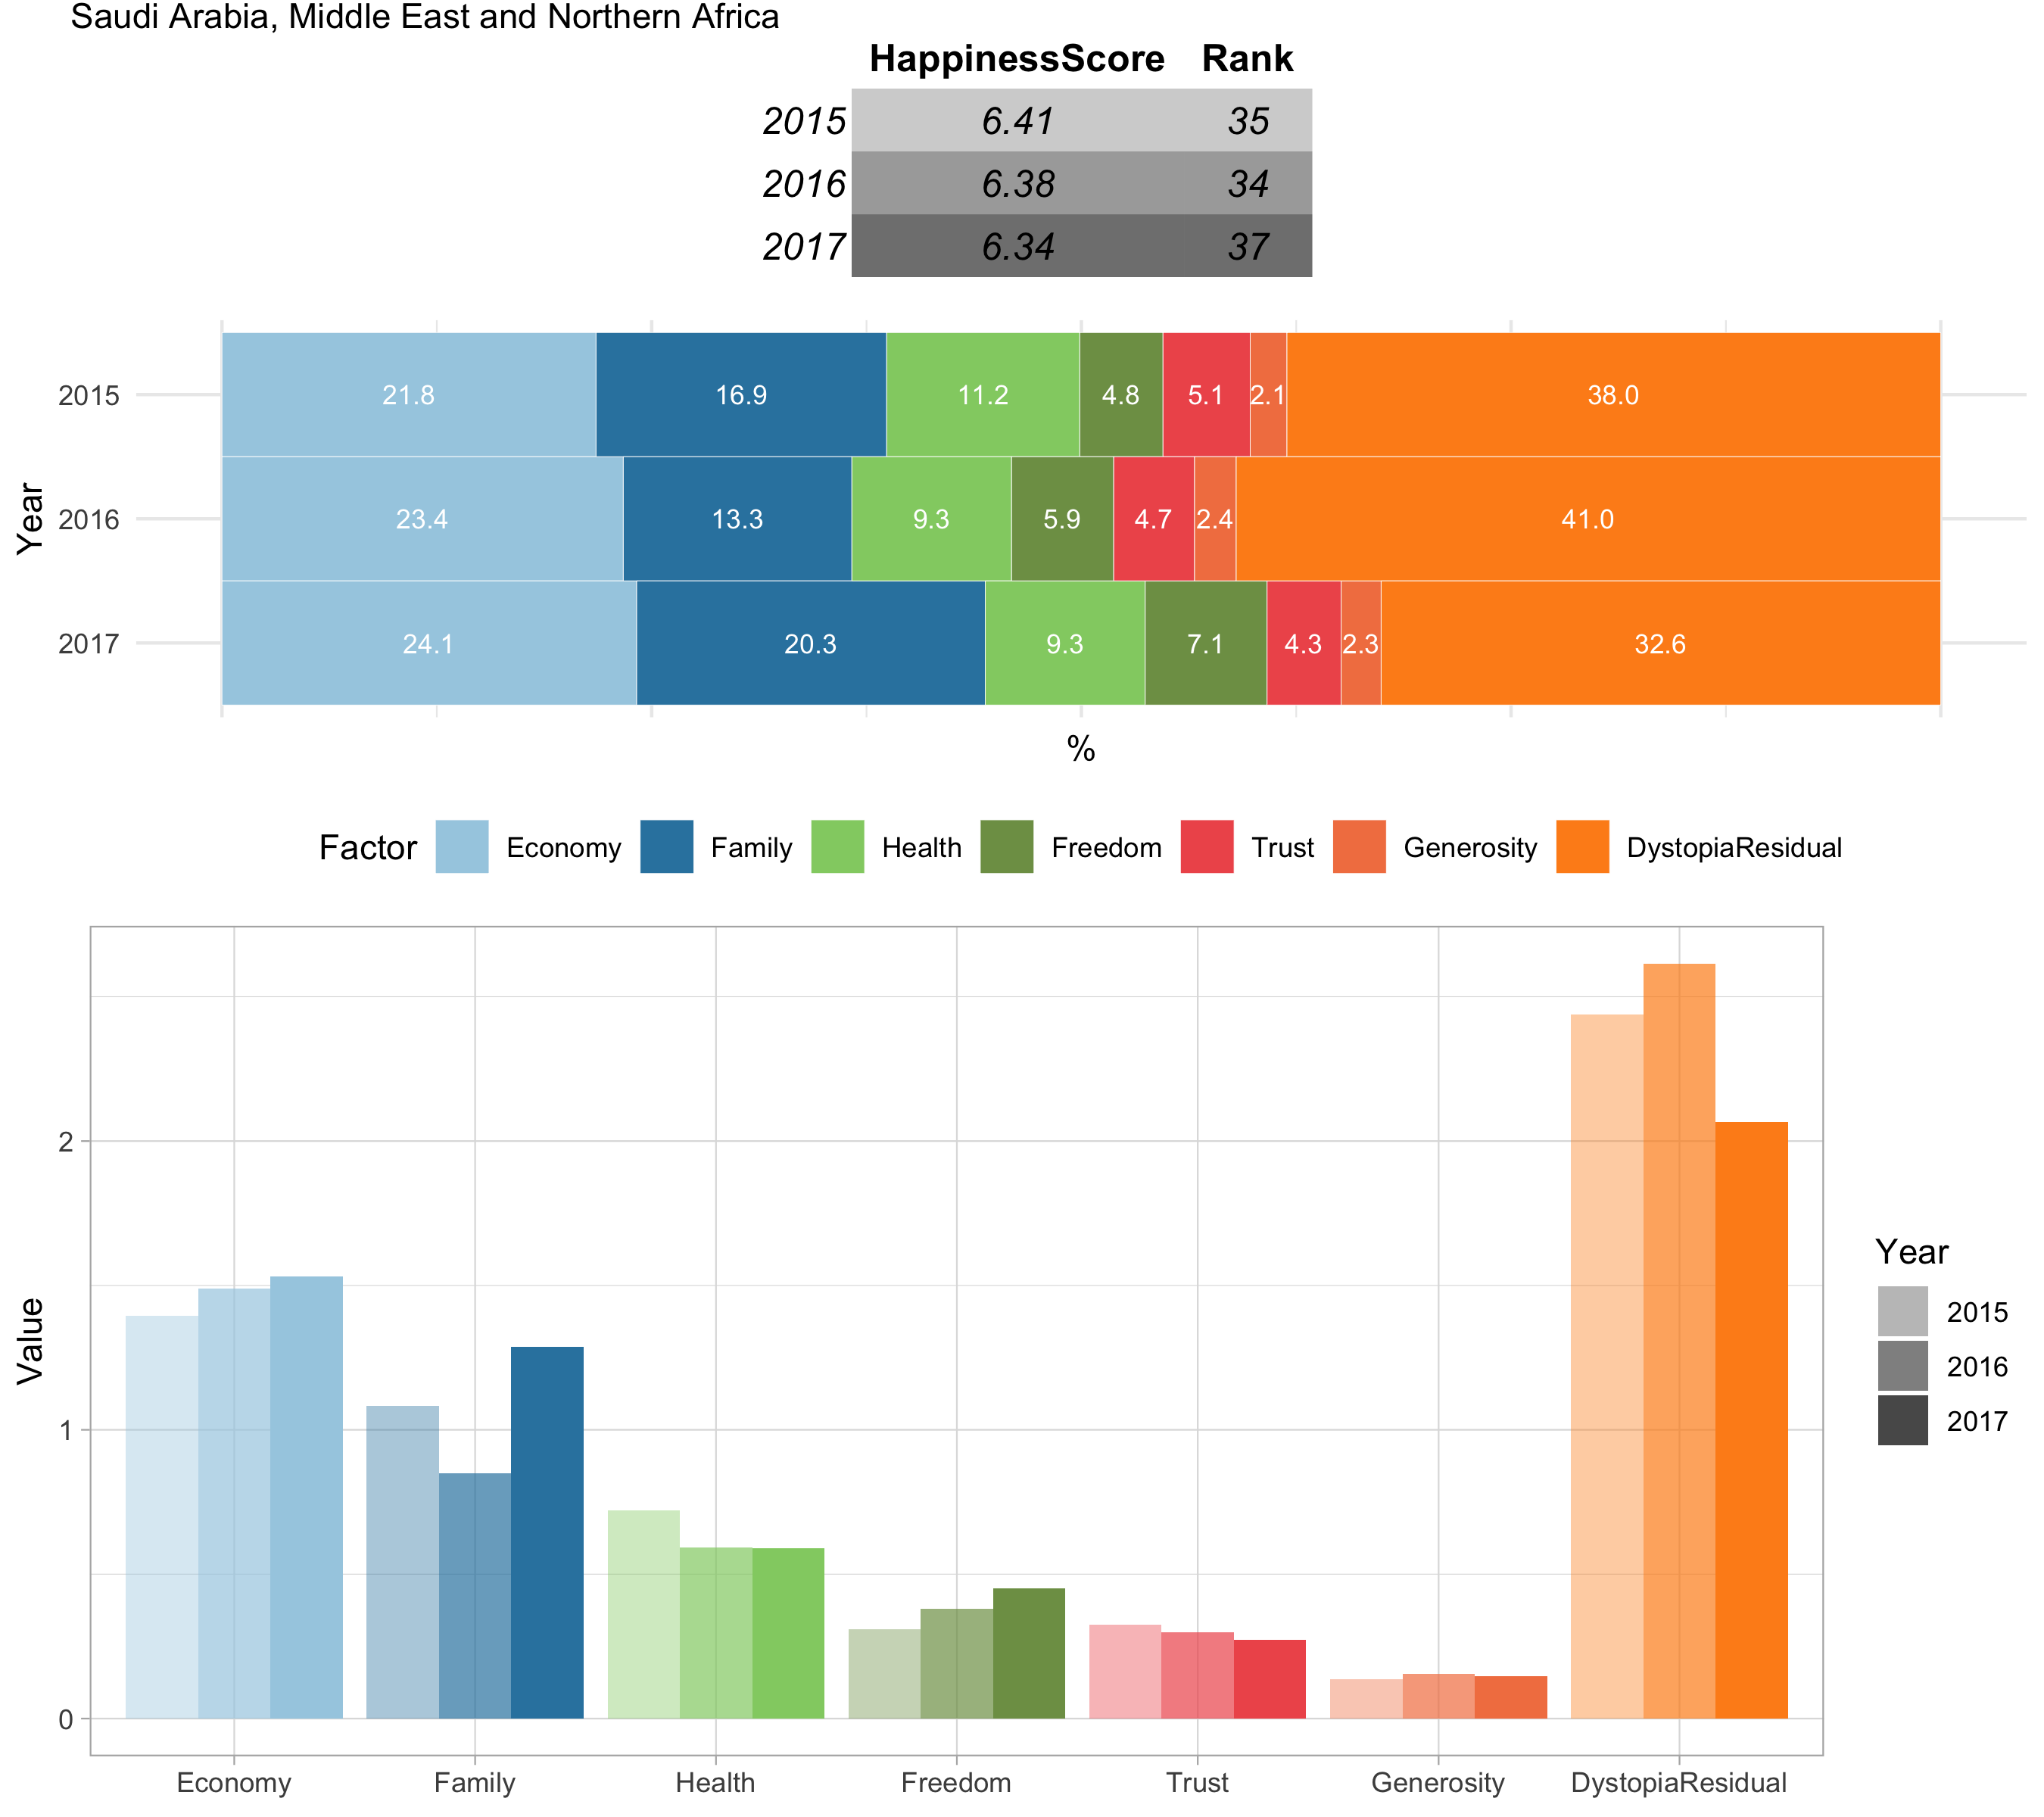 Saudi Arabia, Middle East and Northern Africa
HappinessScore Rank
2015 6.41 35
2016 6.38 34
2017 6.34 37
Year
2015 21.8 16.9 11.2 4.8 5.1 2.1 38.0
2016 23.4 13.3 9.3 5.9 4.7 2.4 41.0
2017 24.1 20.3 9.3 7.1 4.3 2.3 32.6
%
Factor Economy Family Health Freedom Trust Generosity DystopiaResidual
Value
2
1
0
Economy Family Health Freedom Trust Generosity DystopiaResidual
Year
2015
2016
2017